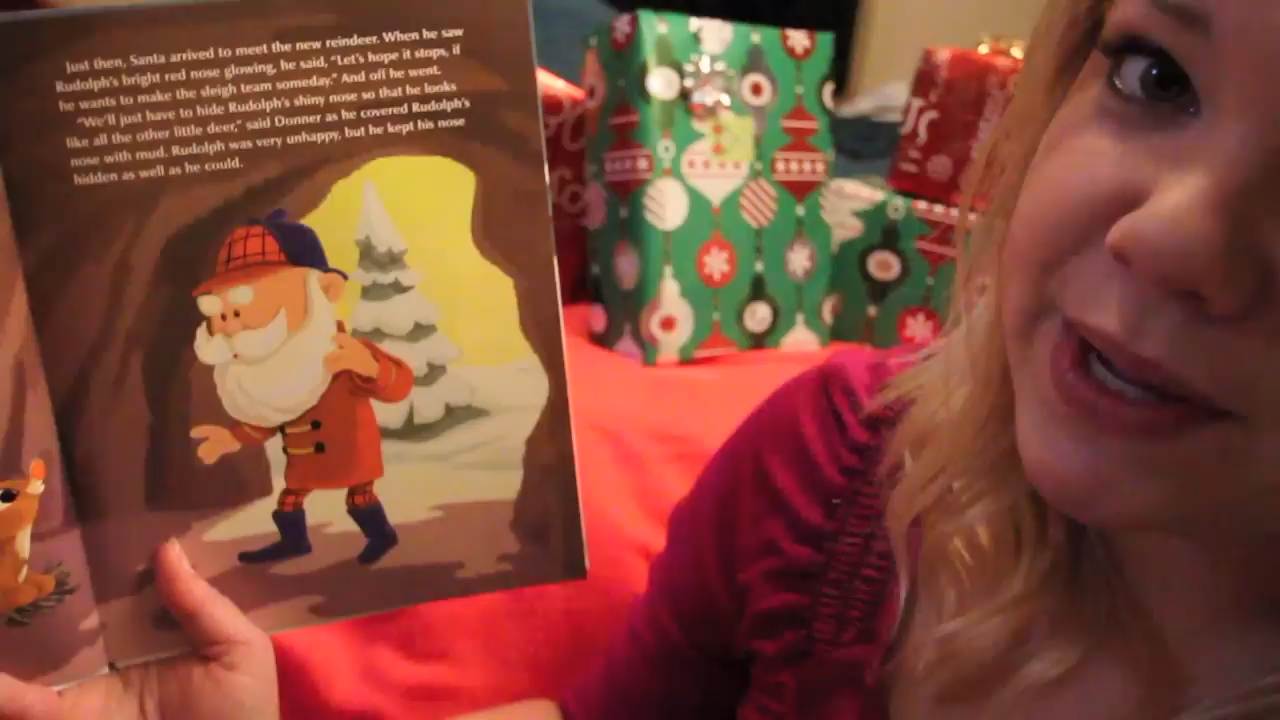 Just then, Santa arrived to meet the new reindeer. When he saw
Rudolph's bright red nose glowing, he said, "Let's hope it stops, if
he wants to make the sleigh team someday." And off he went.
"We'll just have to hide Rudolph's shiny nose so that he looks
like all the other little deer," said Donner as he covered Rudolph's
nose with mud. Rudolph was very unhappy, but he kept his nose
hidden as well as he could.